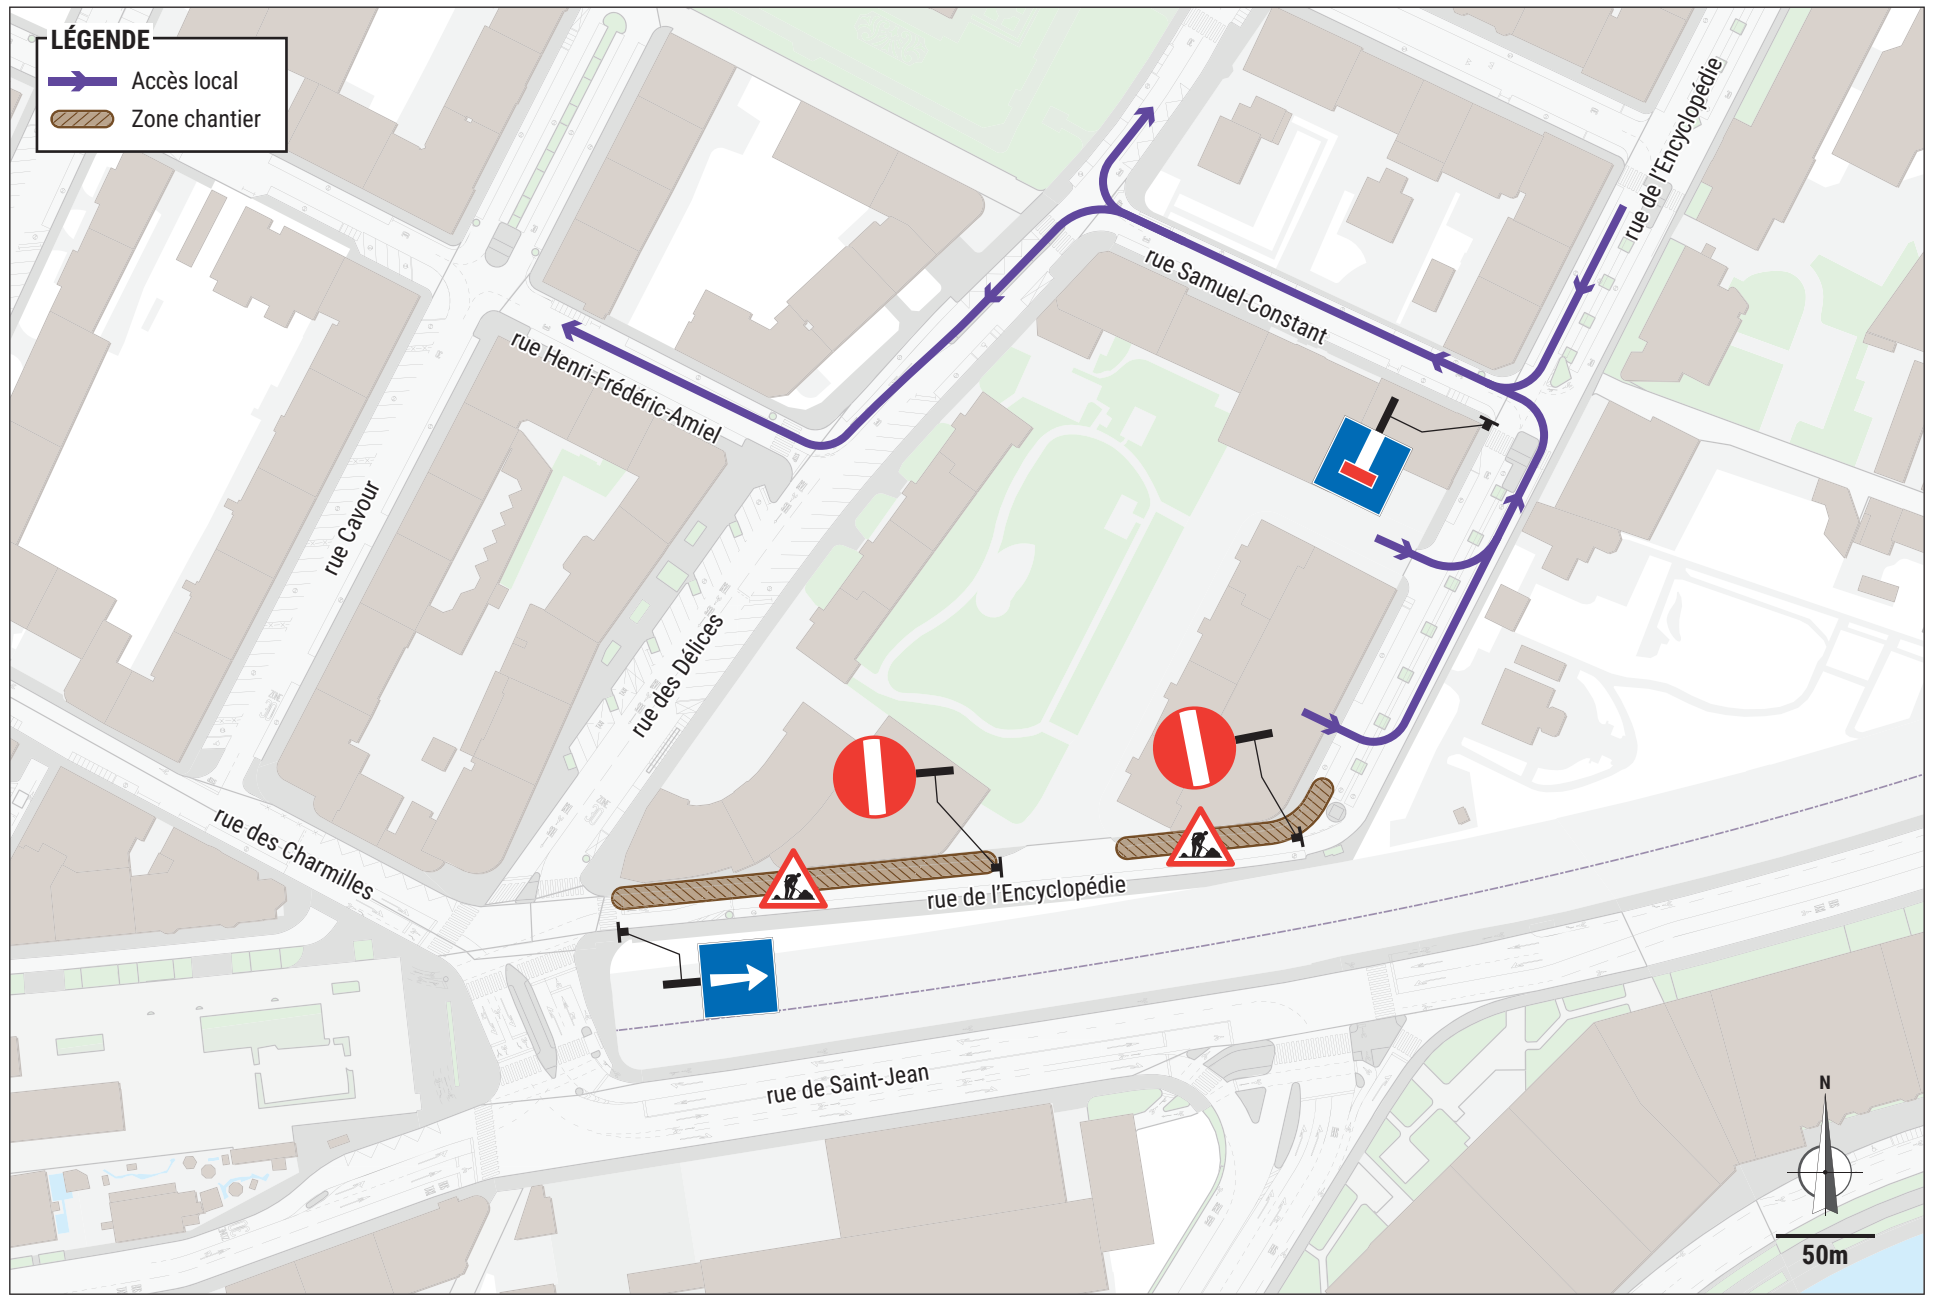 LÉGENDE
Accès local
Zone chantier
rue de l'Encyclopédie
rue Samuel-Constant
rue Henri-Frédéric-Amiel
rue Cavour
rue des Délices
rue des Charmilles
rue de l'Encyclopédie
rue de Saint-Jean
N
50m